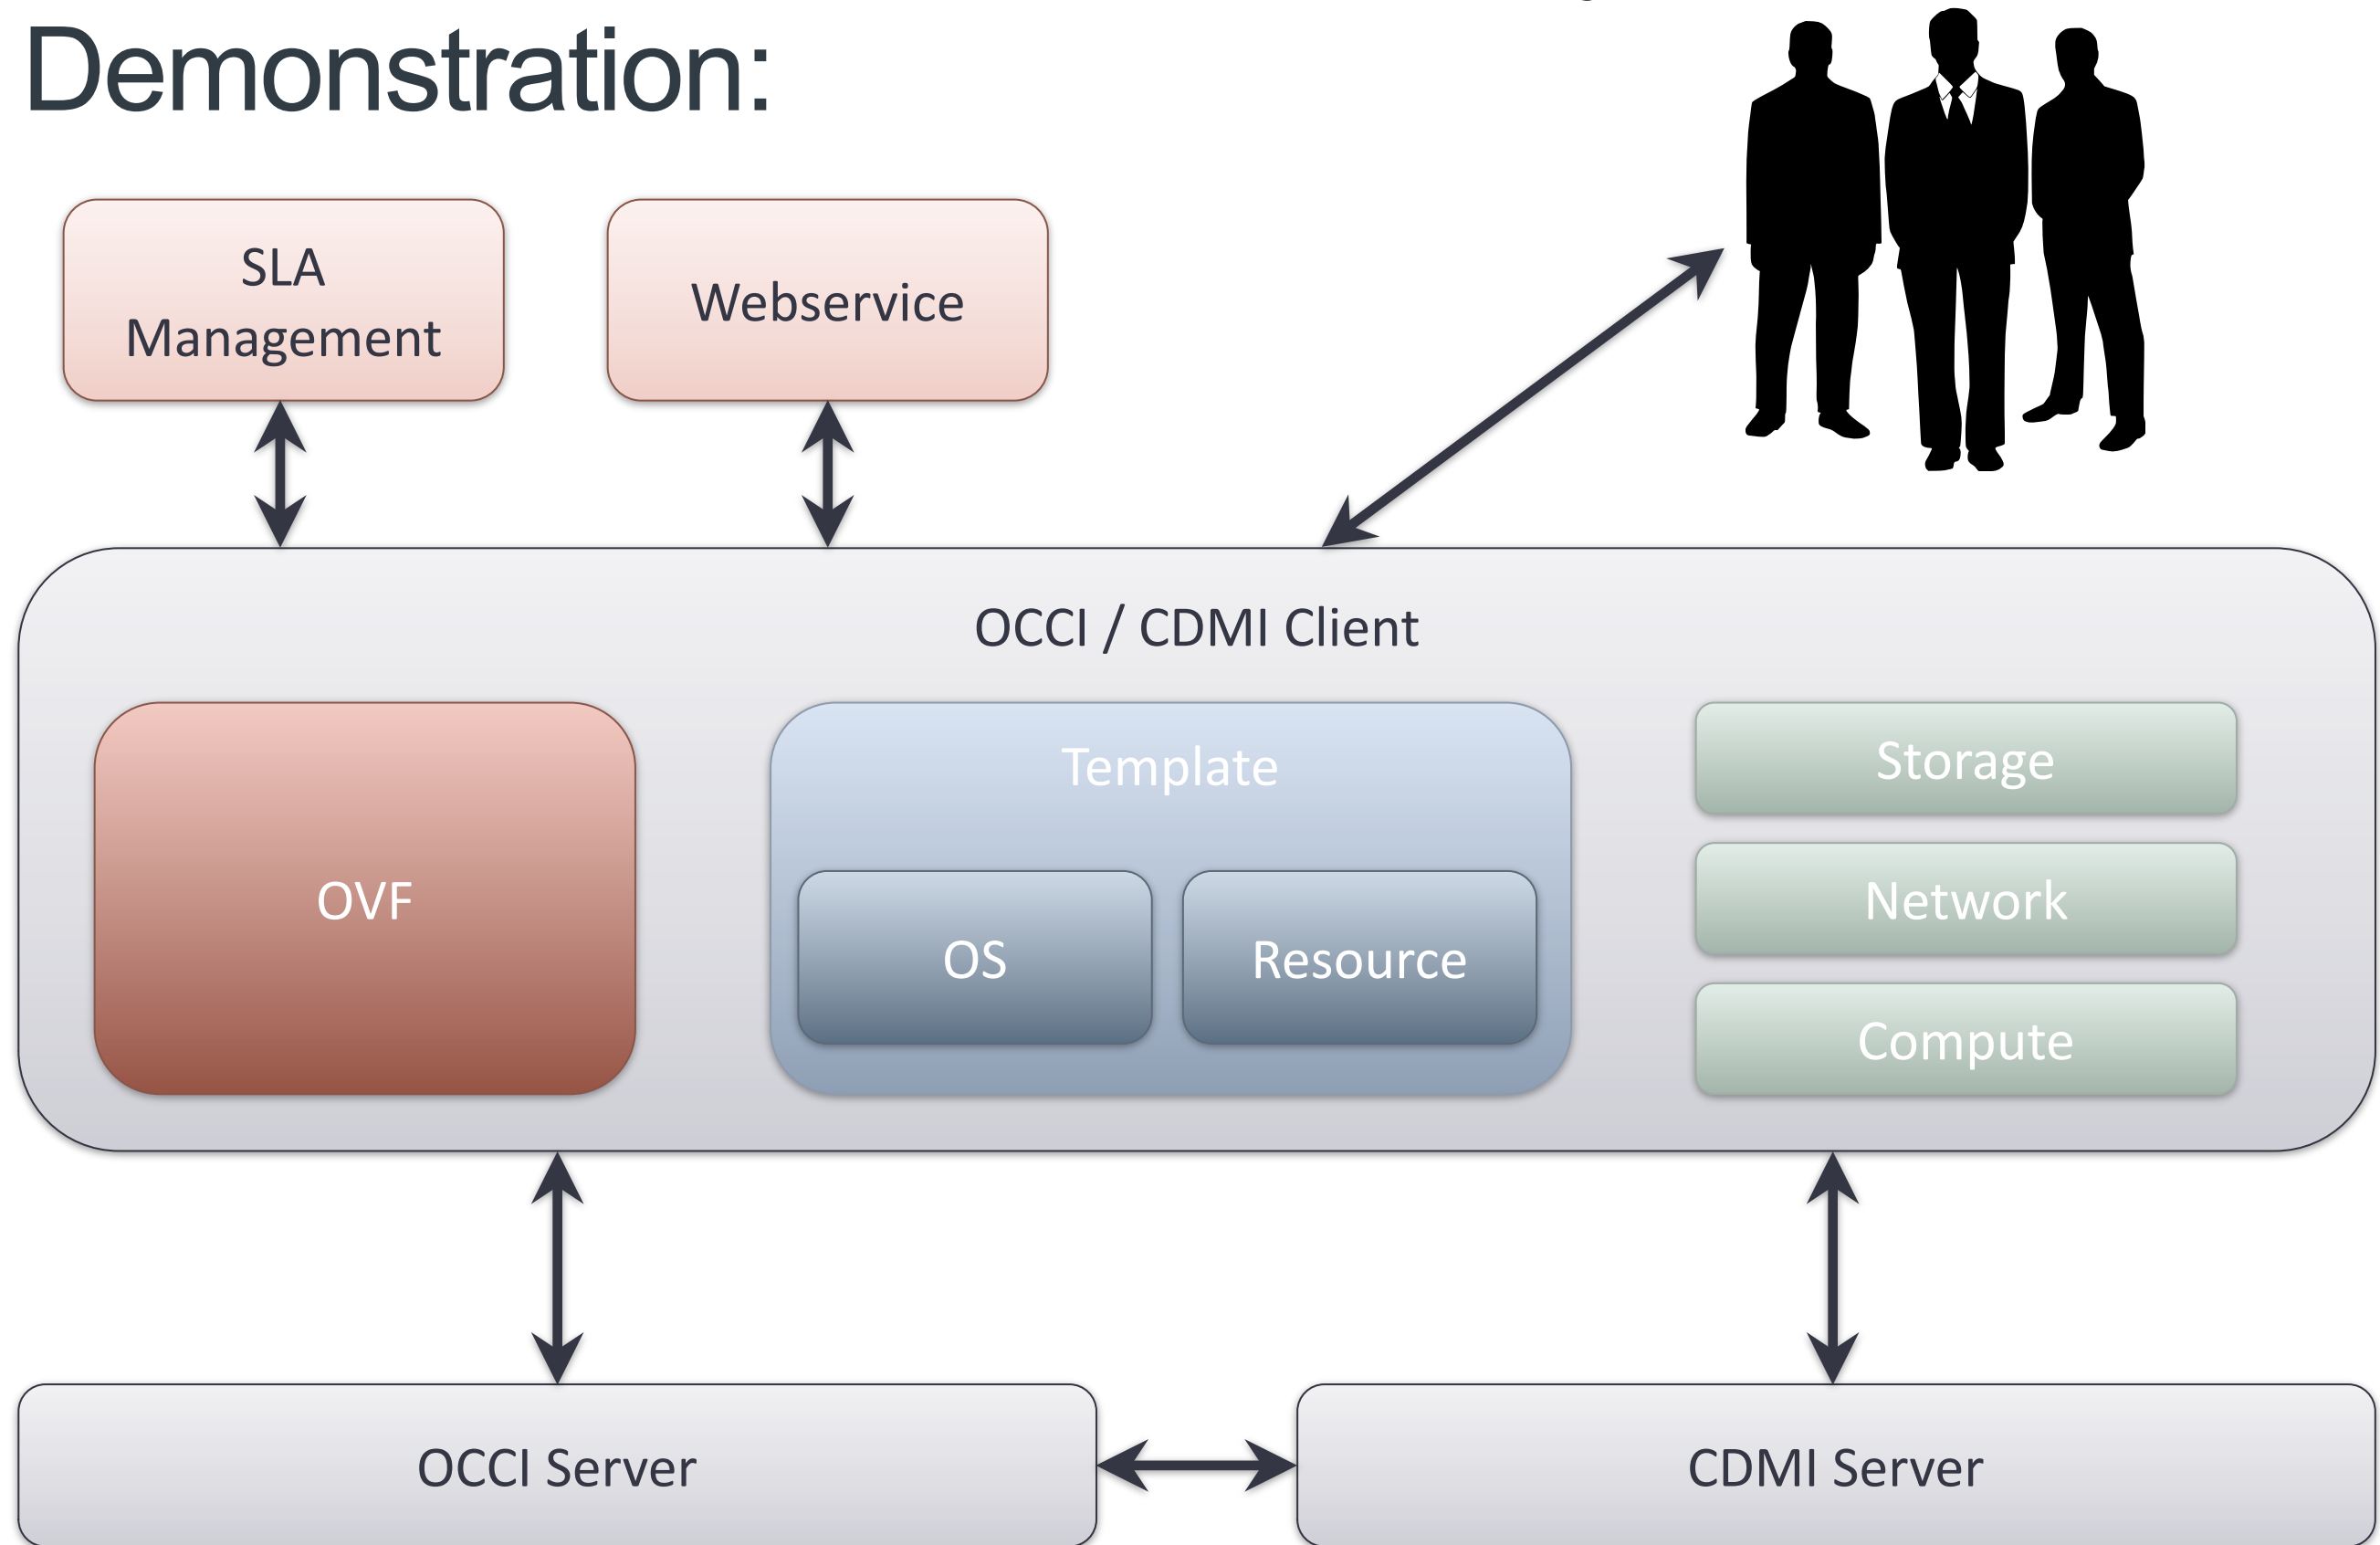 Demonstration:
SLA
Management
Webservice
OCCI / CDMI Client
OVF
Template
OS
Resource
Storage
Network
Compute
OCCI Server
CDMI Server